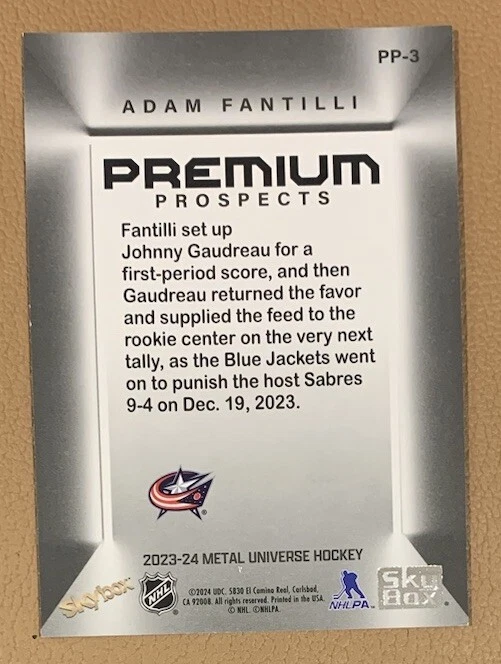 PP-3
ADAM FANTILLI
PREMIUM
PROSPECTS
Fantilli set up
Johnny Gaudreau for a
first-period score, and then
Gaudreau returned the favor
and supplied the feed to the
rookie center on the very next
tally, as the Blue Jackets went
on to punish the host Sabres
9-4 on Dec. 19, 2023.
2023-24 METAL UNIVERSE HOCKEY
Skybox
NHL
©2024 UDC. 5830 El Camino Real, Carlsbad,
CA 92008. All rights reserved. Printed in the USA.
© NHL. ©NHLPA.
NHLPA
SkyBox